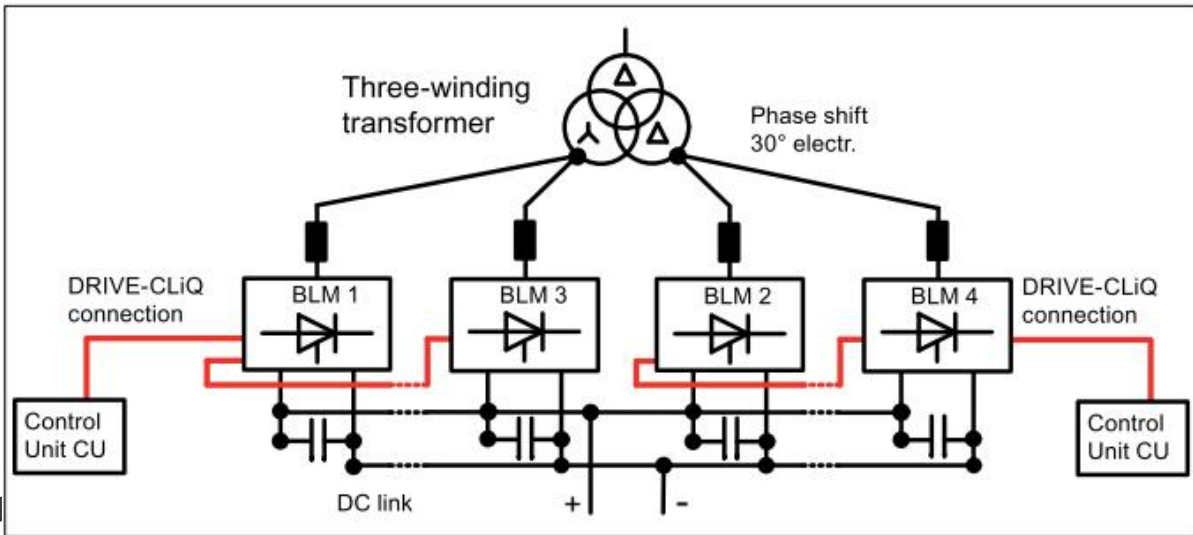 Three-winding
transformer
Phase shift
30° electr.
DRIVE-CLiQ
connection
BLM 1
BLM 3
BLM 2
BLM 4
DRIVE-CLiQ
connection
Control
Unit CU
Control
Unit CU
DC link
+
-